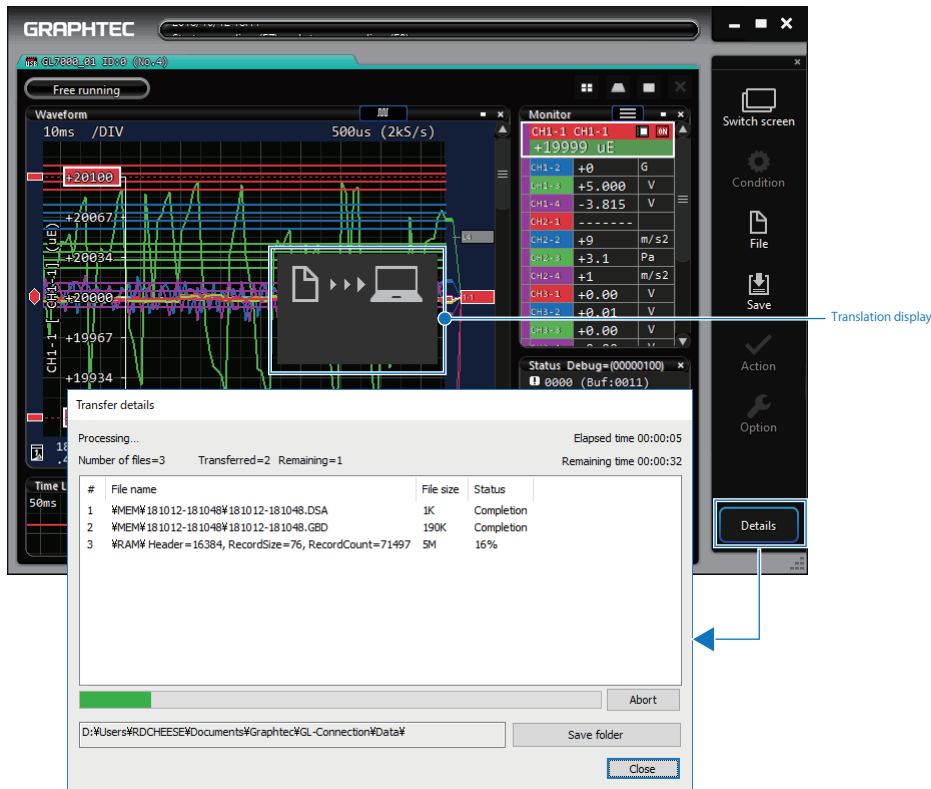 GRAPHTEC
GL7000_01 ID:0 (No.4)
Free running
Waveform
10ms /DIV
500us (2kS/s)
+20100
+20067
+20034
+20000
+19967
+19934
CH1-1 [ CH1-1] (uE)
L4
Monitor
CH1-1 CH1-1 ON
+19999 uE
CH1-2 +0 G
CH1-3 +5.000 V
CH1-4 -3.815 V
CH2-1 -------
CH2-2 +9 m/s2
CH2-3 +3.1 Pa
CH2-4 +1 m/s2
CH3-1 +0.00 V
CH3-2 +0.01 V
CH3-3 +0.00 V
Status Debug=(00000100)
0000 (Buf:0011)
Switch screen
Condition
File
Save
Action
Option
Details
Translation display
Time L
50ms
Transfer details
Processing...
Elapsed time 00:00:05
Number of files=3 Transferred=2 Remaining=1
Remaining time 00:00:32
# File name File size Status
1 ¥MEM¥181012-181048¥181012-181048.DSA 1K Completion
2 ¥MEM¥181012-181048¥181012-181048.GBD 190K Completion
3 ¥RAM¥ Header=16384, RecordSize=76, RecordCount=71497 5M 16%
Abort
D:¥Users¥RDCHEESE¥Documents¥Graphtec¥GL-Connection¥Data¥
Save folder
Close